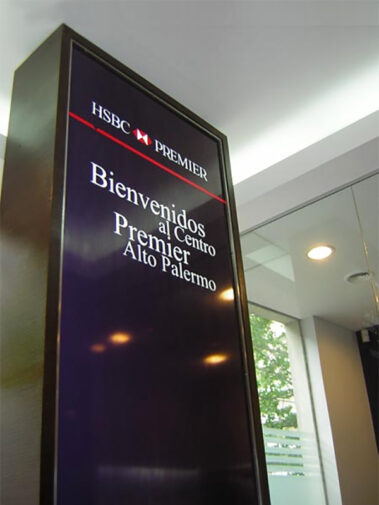 HSBC PREMIER
Bienvenidos
al Centro
Premier
Alto Palermo